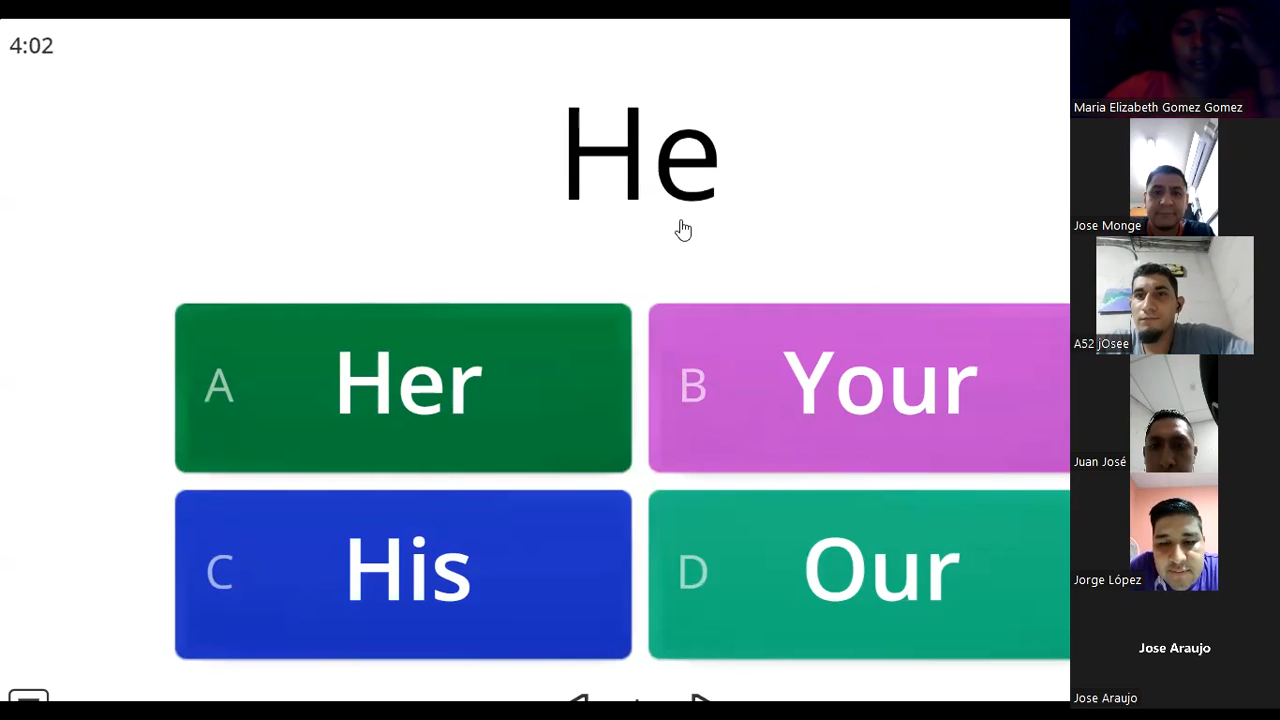 4:02
He
A Her
B Your
C His
D Our
Maria Elizabeth Gomez Gomez
Jose Monge
A52 jOsee
Juan José
Jorge López
Jose Araujo
Jose Araujo